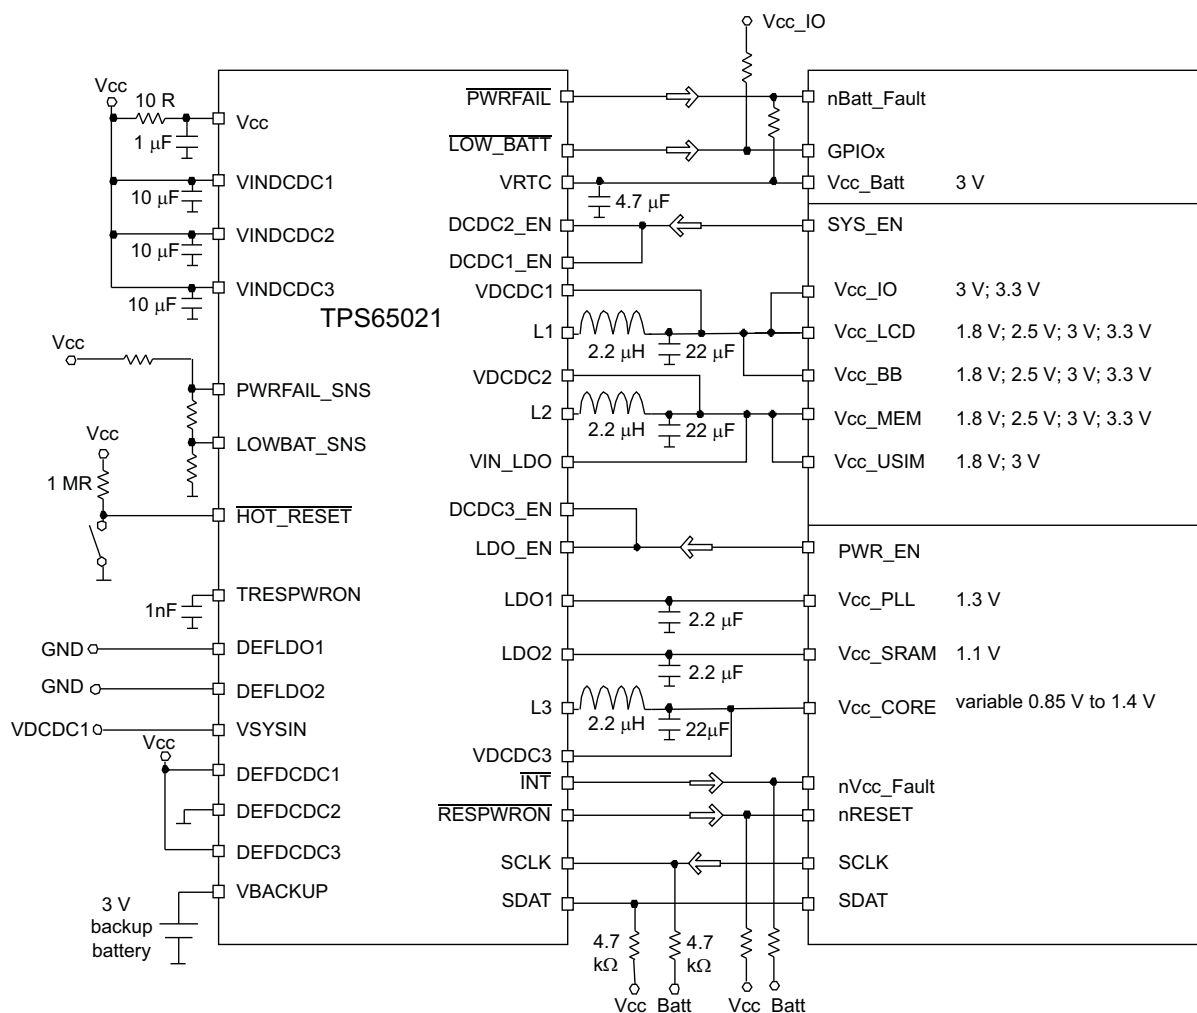 Vcc_IO
Vcc
10 R
Vcc
1 μF
VINDCDC1
10 μF
VINDCDC2
10 μF
VINDCDC3
10 μF
TPS65021
Vcc
PWRFAIL_SNS
LOWBAT_SNS
Vcc
1 MR
HOT_RESET
TRESPWRON
1nF
GND
DEFLDO1
GND
DEFLDO2
VDCDC1
VSYSIN
Vcc
DEFDCDC1
DEFDCDC2
DEFDCDC3
VBACKUP
3 V
backup
battery
PWRFAIL
LOW_BATT
VRTC
4.7 μF
DCDC2_EN
DCDC1_EN
VDCDC1
L1
2.2 μH
22 μF
VDCDC2
L2
2.2 μH
22 μF
VIN_LDO
DCDC3_EN
LDO_EN
LDO1
2.2 μF
LDO2
2.2 μF
L3
2.2 μH
22μF
VDCDC3
INT
RESPWRON
SCLK
SDAT
4.7
kΩ
4.7
kΩ
Vcc Batt
Vcc Batt
nBatt_Fault
GPIOx
Vcc_Batt 3 V
SYS_EN
Vcc_IO 3 V; 3.3 V
Vcc_LCD 1.8 V; 2.5 V; 3 V; 3.3 V
Vcc_BB 1.8 V; 2.5 V; 3 V; 3.3 V
Vcc_MEM 1.8 V; 2.5 V; 3 V; 3.3 V
Vcc_USIM 1.8 V; 3 V
PWR_EN
Vcc_PLL 1.3 V
Vcc_SRAM 1.1 V
Vcc_CORE variable 0.85 V to 1.4 V
nVcc_Fault
nRESET
SCLK
SDAT